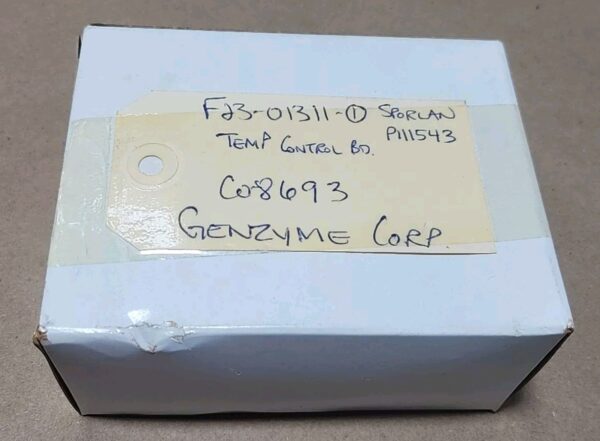 F23-01311-① SPORLAN
TEMP CONTROL BD. P111543
C08693
GENZYME CORP.